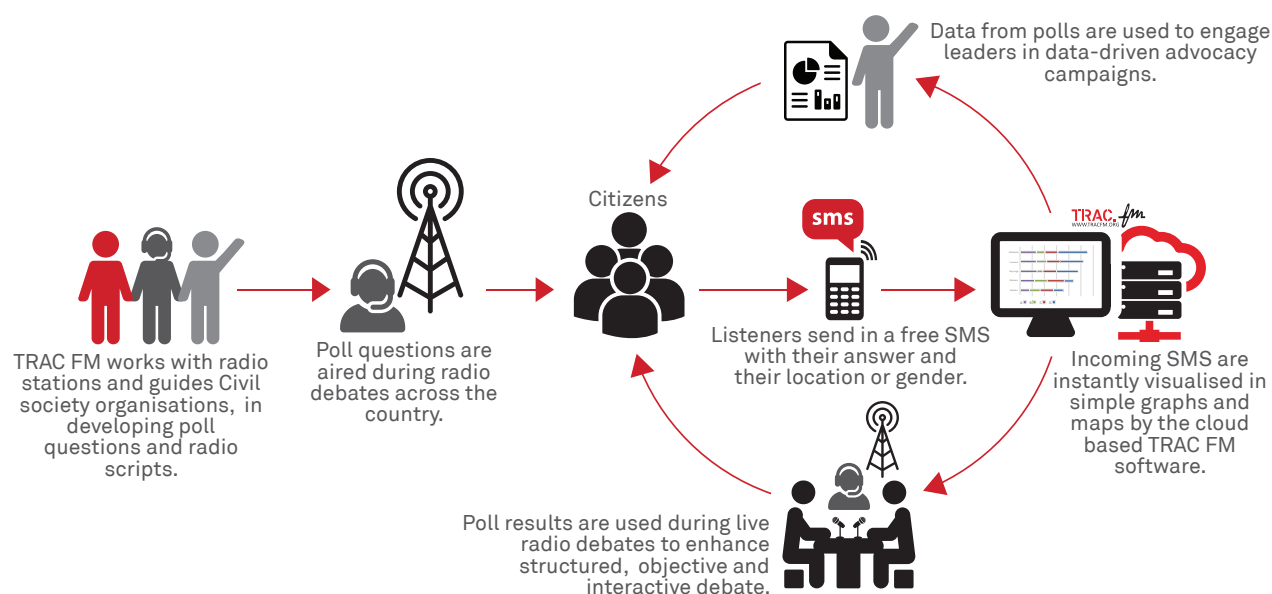 TRAC FM works with radio
stations and guides Civil
society organisations, in
developing poll
questions and radio
scripts.
Poll questions are
aired during radio
debates across the
country.
Citizens
sms
Listeners send in a free SMS
with their answer and
their location or gender.
Data from polls are used to engage
leaders in data-driven advocacy
campaigns.
TRAC.fm
WWW.TRACFM.ORG
Incoming SMS are
instantly visualised in
simple graphs and
maps by the cloud
based TRAC FM
software.
Poll results are used during live
radio debates to enhance
structured, objective and
interactive debate.